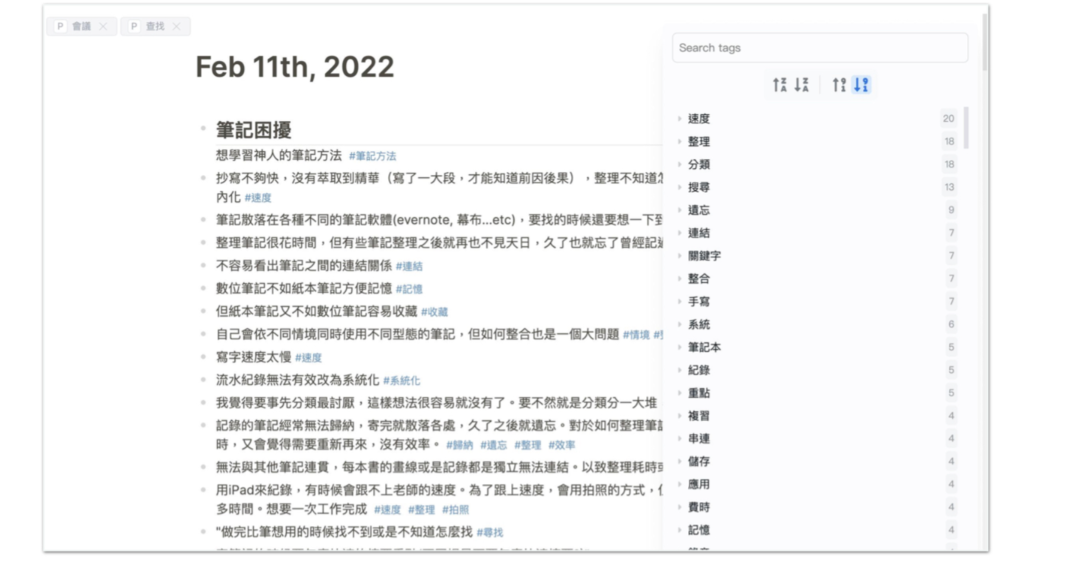 P 會議
P 查找
Feb 11th, 2022
筆記困擾
想學習神人的筆記方法 #筆記方法
抄寫不夠快,沒有萃取到精華(寫了一大段,才能知道前因後果),整理不知道
內化 #速度
筆記散落在各種不同的筆記軟體(evernote, 幕布...etc),要找的時候還要想一下到
整理筆記很花時間,但有些筆記整理之後就再也不見天日,久了也就忘了曾經記
不容易看出筆記之間的連結關係 #連結
數位筆記不如紙本筆記方便記憶 #記憶
但紙本筆記又不如數位筆記容易收藏 #收藏
自己會依不同情境同時使用不同型態的筆記,但如何整合也是一個大問題 #情境
寫字速度太慢 #速度
流水紀錄無法有效改為系統化 #系統化
我覺得要事先分類最討厭,這樣想法很容易就沒有了。要不然就是分類分一大堆
記錄的筆記經常無法歸納,寄完就散落各處,久了之後就遺忘。對於如何整理筆
時,又會覺得需要重新再來,沒有效率。 #歸納 #遺忘 #整理 #效率
無法與其他筆記連貫,每本書的畫線或是記錄都是獨立無法連結。以致整理耗時
用iPad來紀錄,有時候會跟不上老師的速度。為了跟上速度,會用拍照的方式,
多時間。想要一次工作完成 #速度 #整理 #拍照
"做完比筆想用的時候找不到或是不知道怎麼找 #尋找
Search tags
速度 20
整理 18
分類 18
搜尋 13
遺忘 9
連結 7
關鍵字 7
整合 7
手寫 7
系統 6
筆記本 5
紀錄 5
重點 5
複習 4
串連 4
儲存 4
應用 4
費時 4
記憶 4